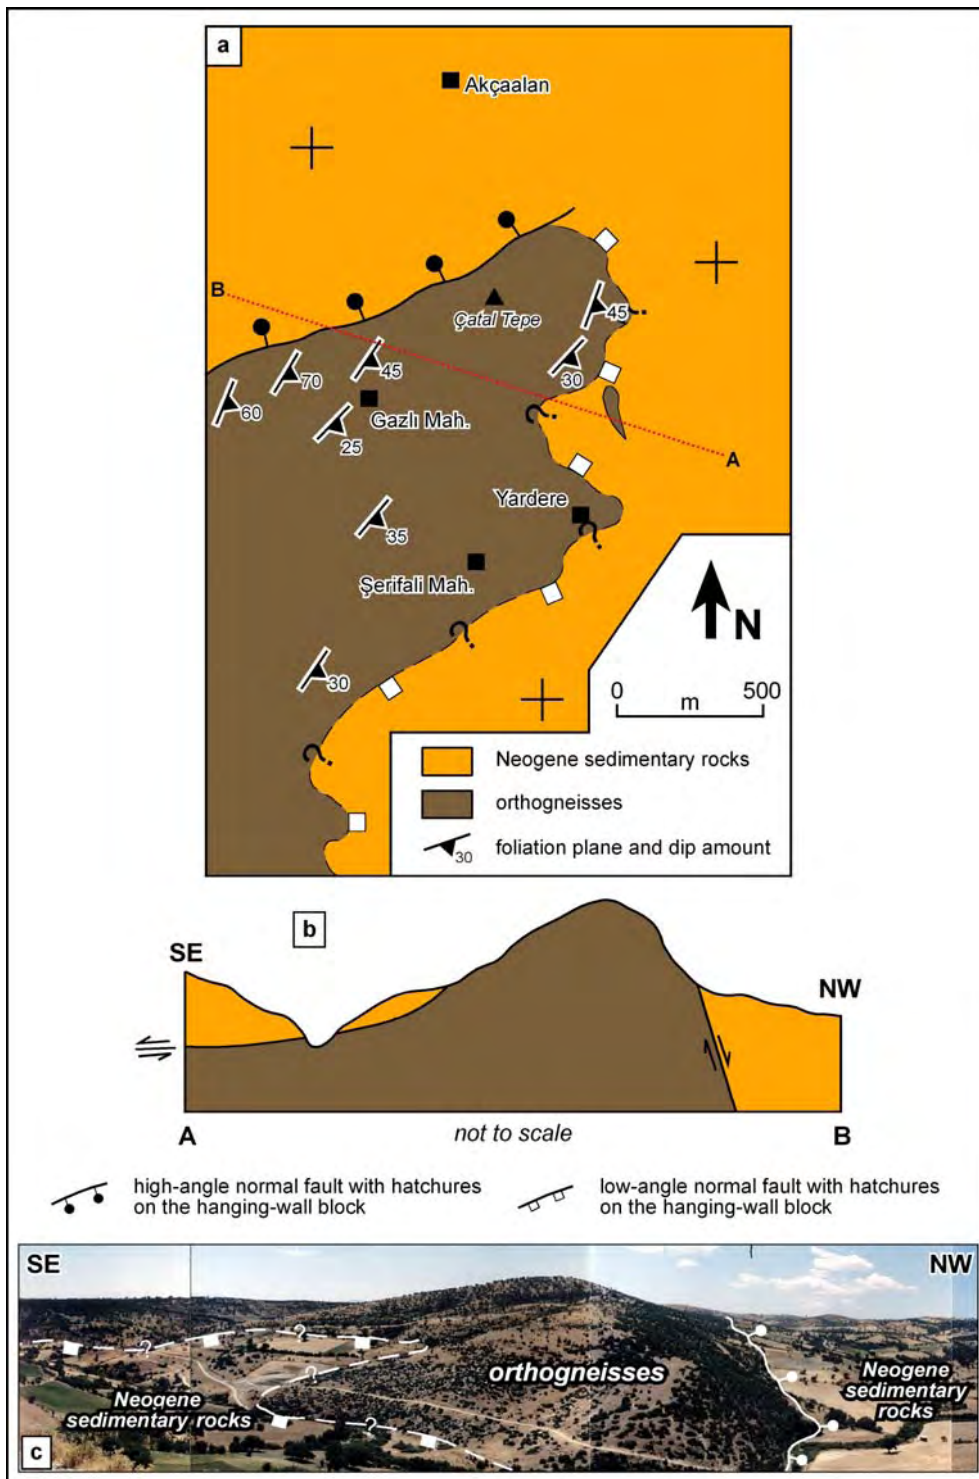 a
Akçaalan
B
Çatal Tepe
45
?
30
45
70
60
Gazlı Mah.
25
?
A
Yardere
35
?
Şerifali Mah.
?
N
30
0 500
m
?
Neogene sedimentary rocks
orthogneisses
30 foliation plane and dip amount
b
SE
NW
A
not to scale
B
high-angle normal fault with hatchures
on the hanging-wall block
low-angle normal fault with hatchures
on the hanging-wall block
SE
NW
?
?
?
orthogneisses
Neogene
sedimentary
rocks
Neogene
sedimentary rocks
?
c